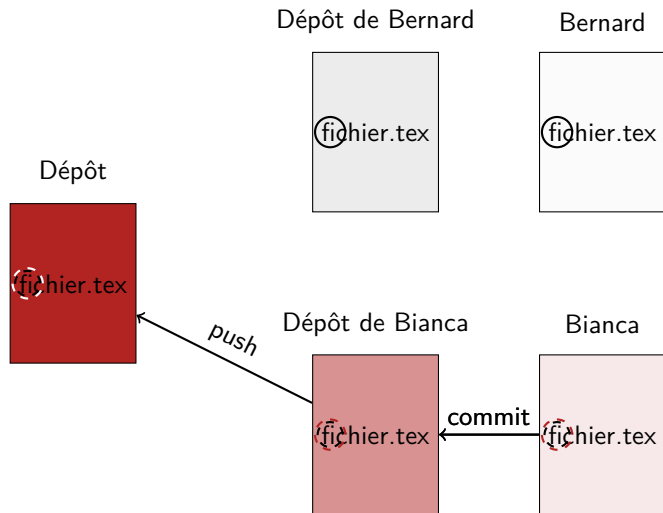 Dépôt de Bernard
Bernard
fichier.tex
fichier.tex
Dépôt
fichier.tex
push
Dépôt de Bianca
Bianca
commit
fichier.tex
fichier.tex